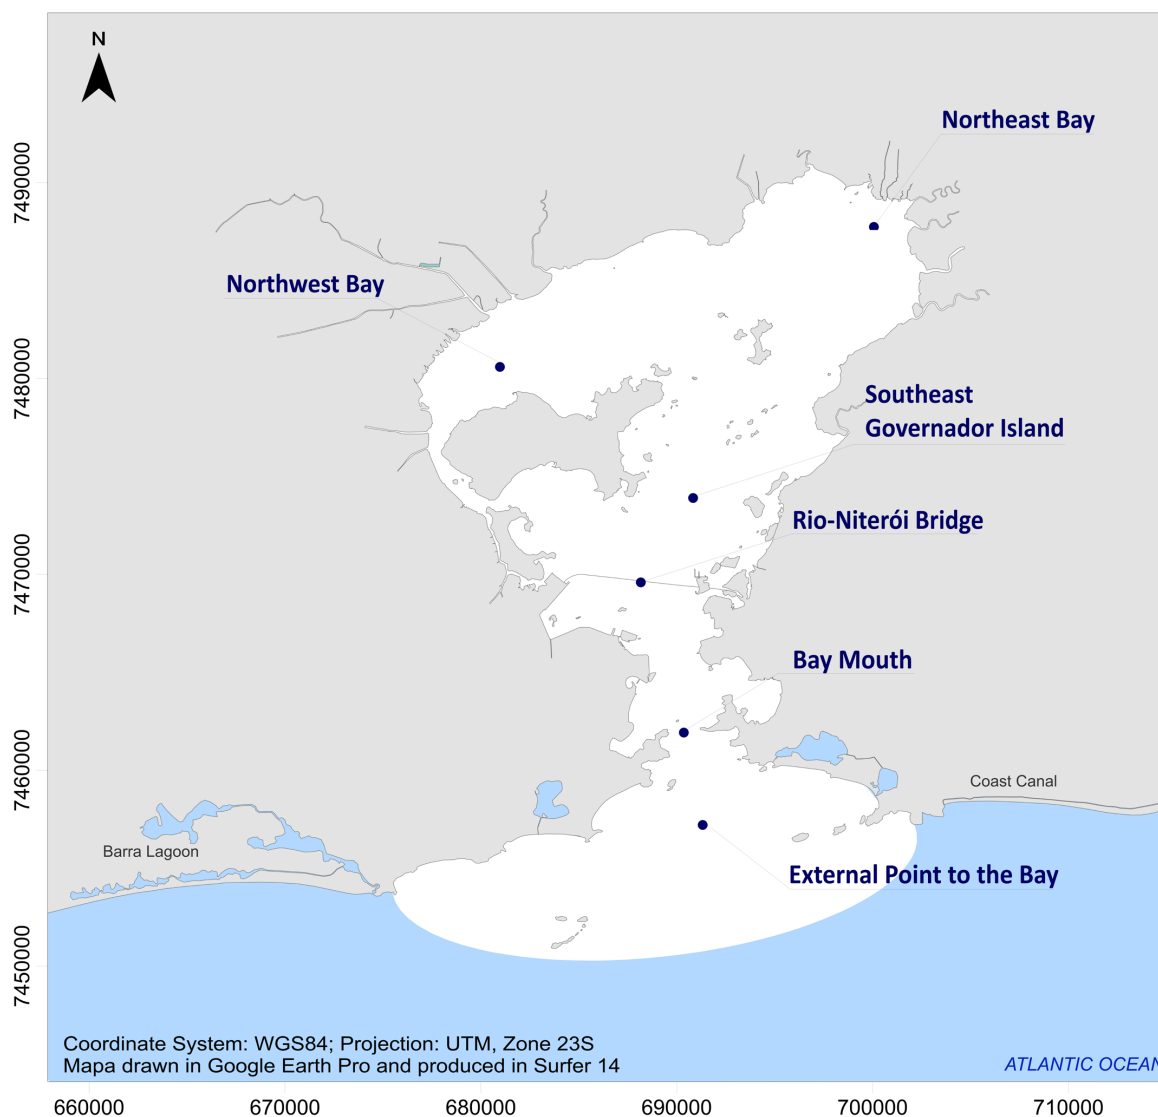 N
Northeast Bay
7490000
Northwest Bay
7480000
Southeast
Governador Island
Rio-Niterói Bridge
7470000
Bay Mouth
7460000
Coast Canal
Barra Lagoon
External Point to the Bay
7450000
Coordinate System: WGS84; Projection: UTM, Zone 23S
Mapa drawn in Google Earth Pro and produced in Surfer 14
ATLANTIC OCEAN
660000 670000 680000 690000 700000 710000